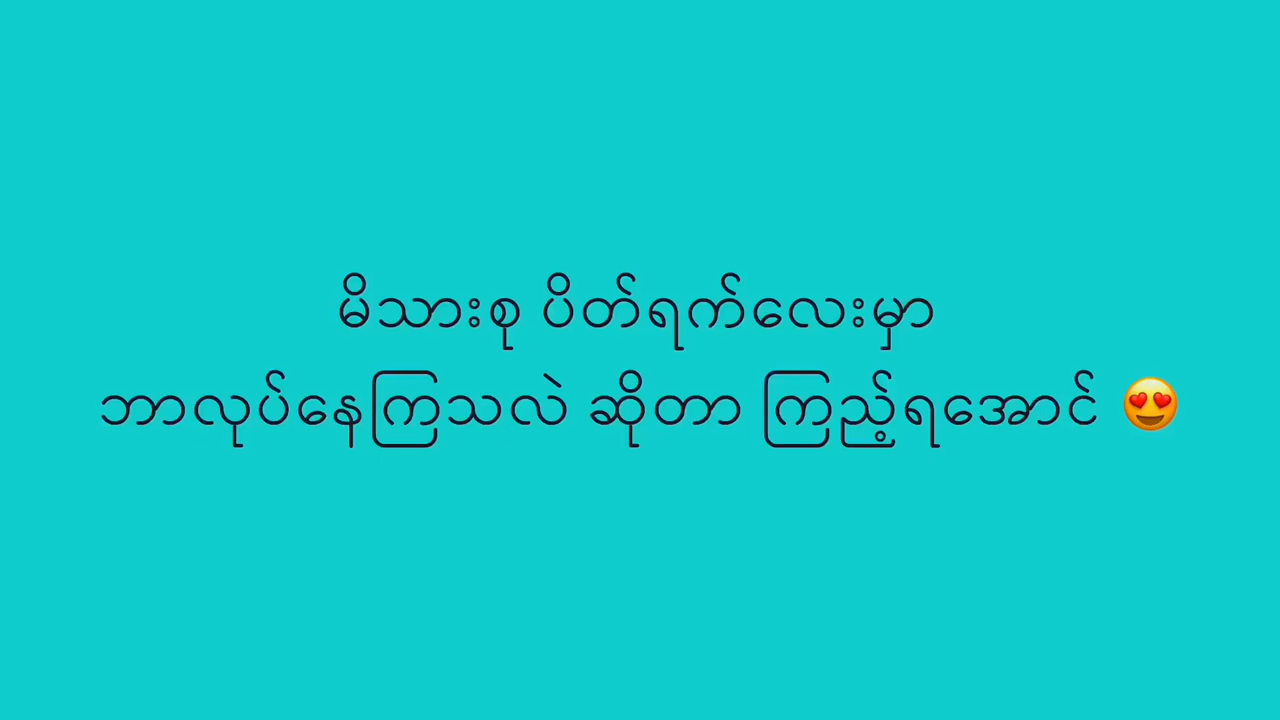 မိသားစု ပိတ်ရက်လေးမှာ
ဘာလုပ်နေကြသလဲ ဆိုတာ ကြည့်ရအောင် 😍